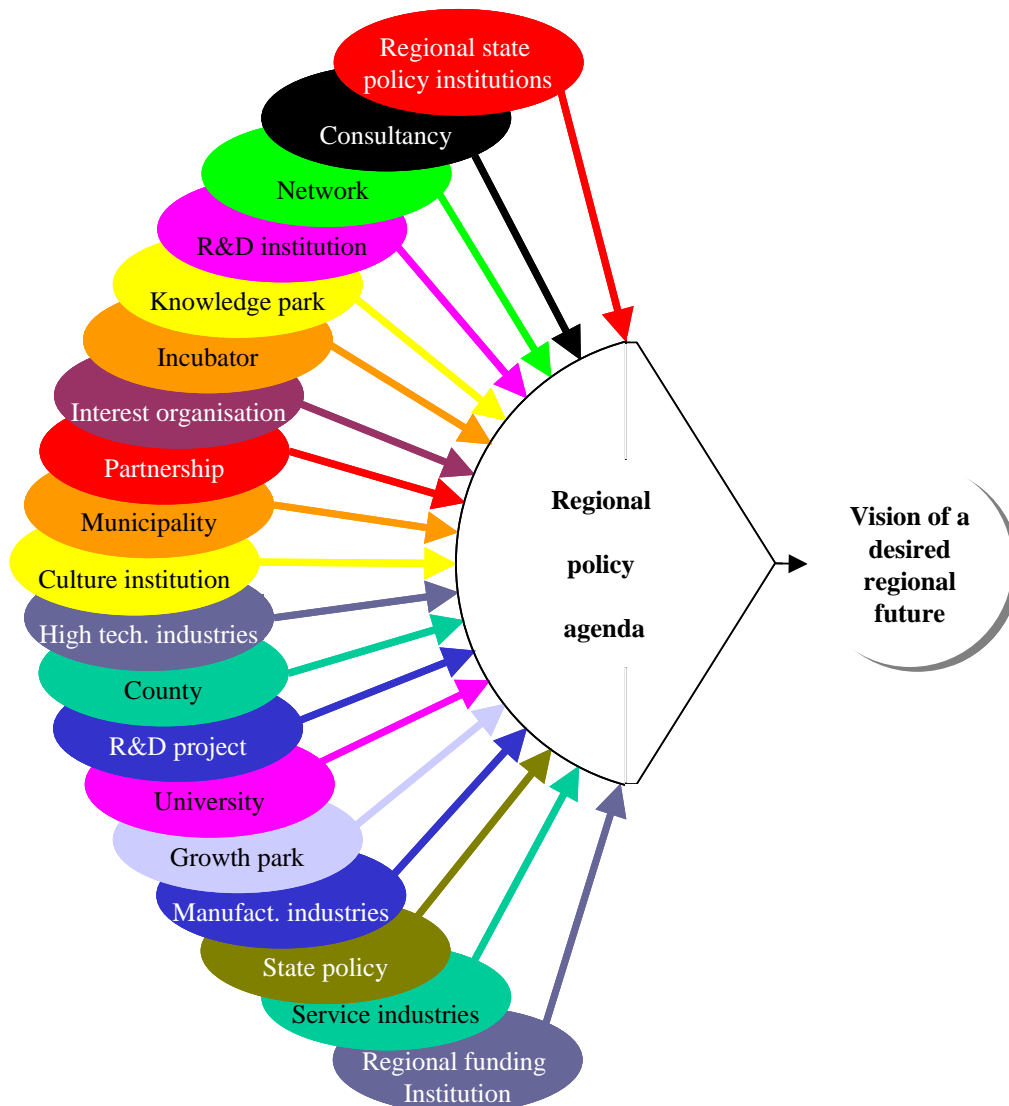 Regional state
policy institutions
Consultancy
Network
R&D institution
Knowledge park
Incubator
Interest organisation
Partnership
Municipality
Culture institution
High tech. industries
County
R&D project
University
Growth park
Manufact. industries
State policy
Service industries
Regional funding
Institution
Regional
policy
agenda
Vision of a
desired
regional
future